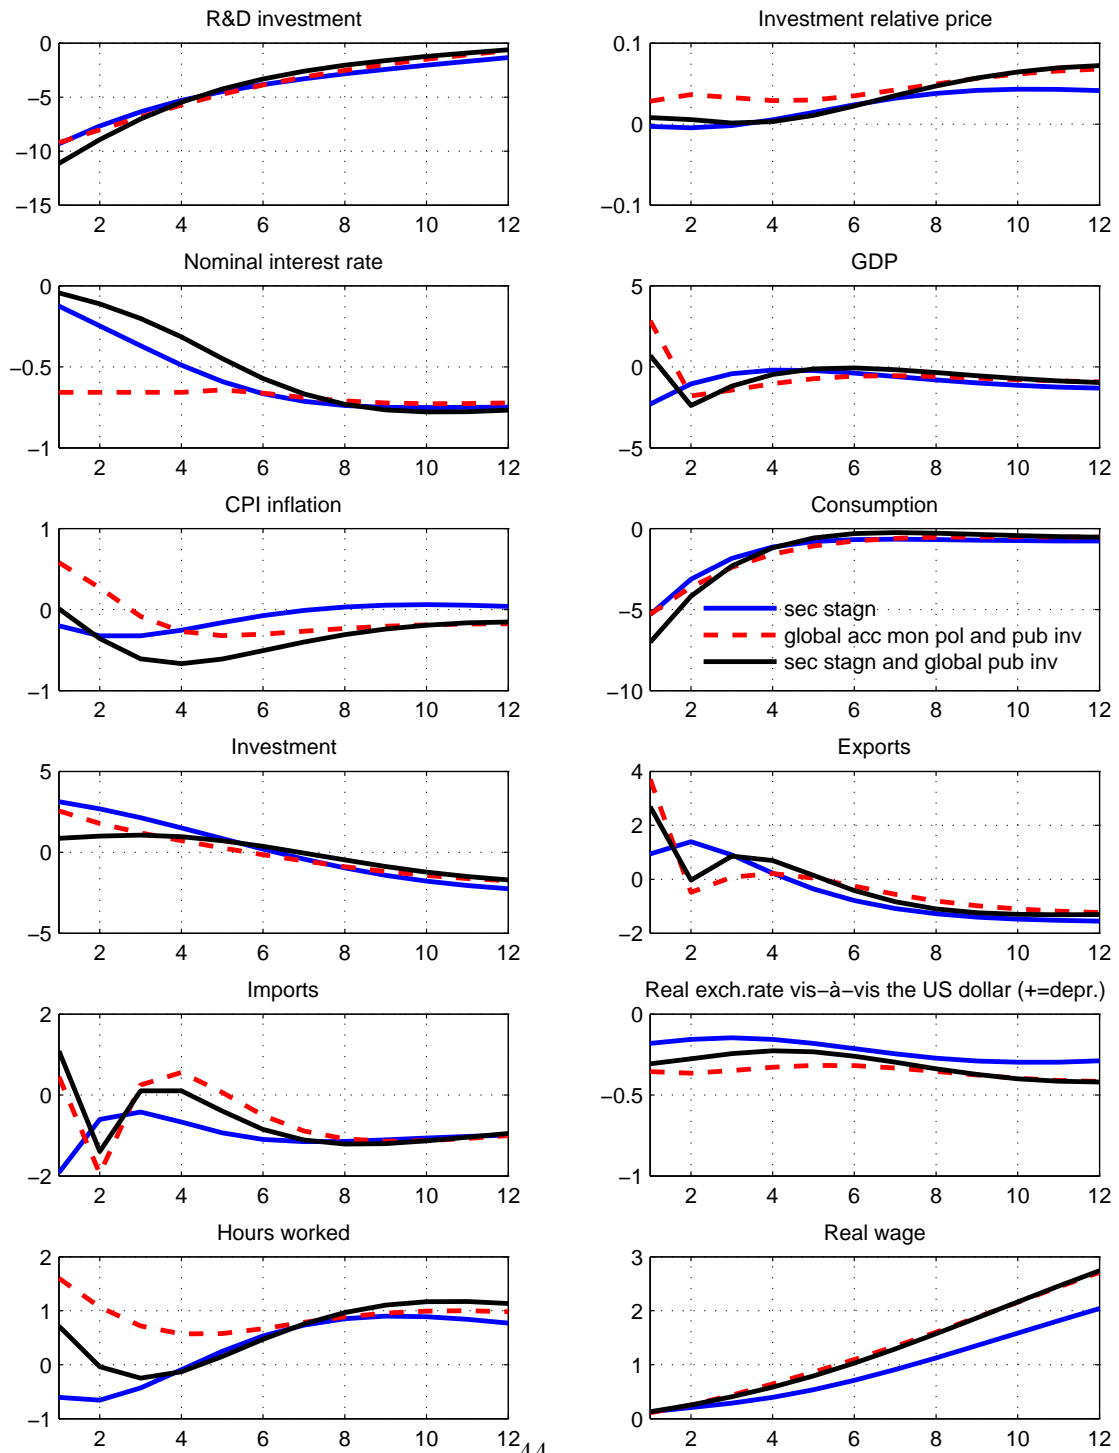 R&D investment
0
−5
−10
−15
2 4 6 8 10 12
Investment relative price
0.1
0
−0.1
2 4 6 8 10 12
Nominal interest rate
0
−0.5
−1
2 4 6 8 10 12
GDP
5
0
−5
2 4 6 8 10 12
CPI inflation
1
0
−1
2 4 6 8 10 12
Consumption
0
−5
−10
sec stagn
global acc mon pol and pub inv
sec stagn and global pub inv
2 4 6 8 10 12
Investment
5
0
−5
2 4 6 8 10 12
Exports
4
2
0
−2
2 4 6 8 10 12
Imports
2
0
−2
2 4 6 8 10 12
Real exch.rate vis−à−vis the US dollar (+=depr.)
0
−0.5
−1
2 4 6 8 10 12
Hours worked
2
1
0
−1
2 4 6 8 10 12
Real wage
3
2
1
0
2 4 6 8 10 12
44